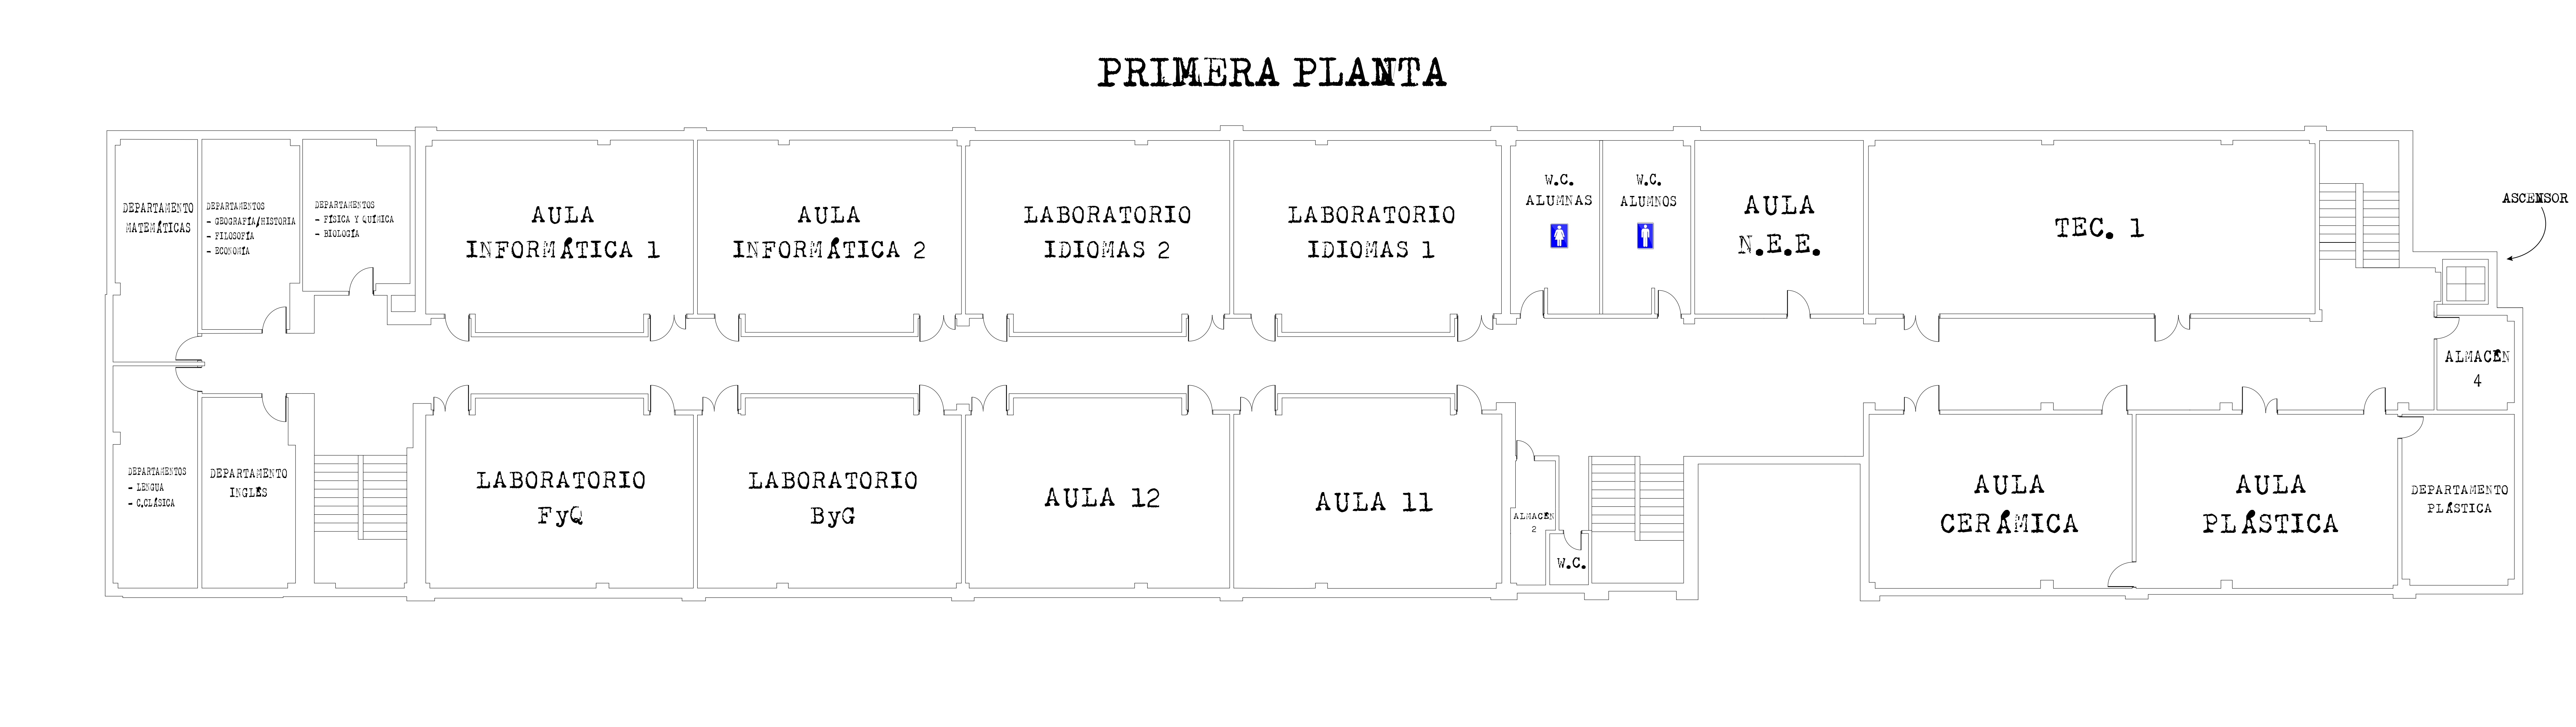 PRIMERA PLANTA
DEPARTAMENTO
MATEMÁTICAS
DEPARTAMENTOS
- GEOGRAFÍA/HISTORIA
- FILOSOFÍA
- ECONOMÍA
DEPARTAMENTOS
- FÍSICA Y QUÍMICA
- BIOLOGÍA
AULA
INFORMÁTICA 1
AULA
INFORMÁTICA 2
LABORATORIO
IDIOMAS 2
LABORATORIO
IDIOMAS 1
W.C.
ALUMNAS
W.C.
ALUMNOS
AULA
N.E.E.
TEC. 1
ASCENSOR
ALMACÉN
4
DEPARTAMENTOS
- LENGUA
- C.CLÁSICA
DEPARTAMENTO
INGLÉS
LABORATORIO
FyQ
LABORATORIO
ByG
AULA 12
AULA 11
ALMACÉN
2
W.C.
AULA
CERÁMICA
AULA
PLÁSTICA
DEPARTAMENTO
PLÁSTICA